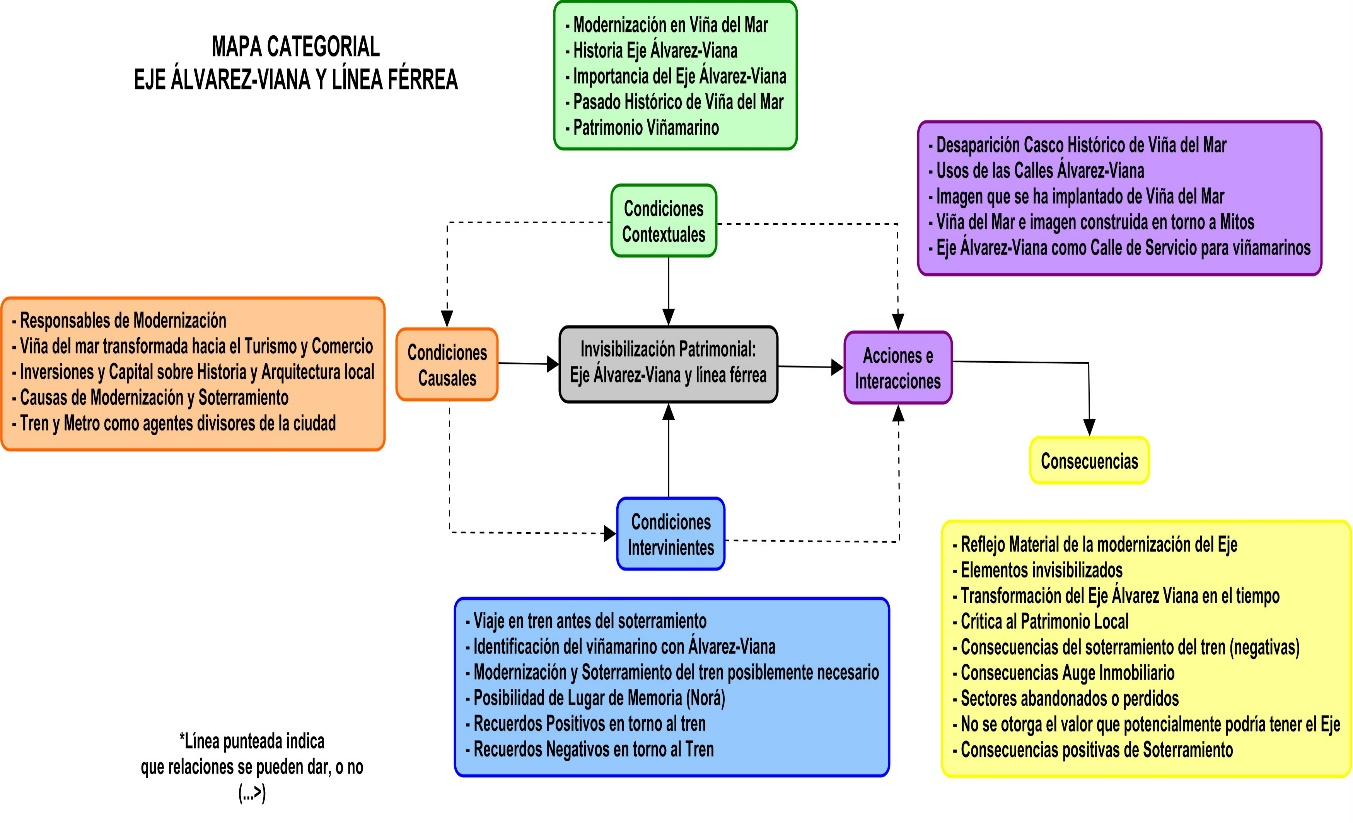 MAPA CATEGORIAL
EJE ÁLVAREZ-VIANA Y LÍNEA FÉRREA
- Modernización en Viña del Mar
- Historia Eje Álvarez-Viana
- Importancia del Eje Álvarez-Viana
- Pasado Histórico de Viña del Mar
- Patrimonio Viñamarino
- Desaparición Casco Histórico de Viña del Mar
- Usos de las Calles Álvarez-Viana
- Imagen que se ha implantado de Viña del Mar
- Viña del Mar e imagen construida en torno a Mitos
- Eje Álvarez-Viana como Calle de Servicio para viñamarinos
Condiciones
Contextuales
- Responsables de Modernización
- Viña del mar transformada hacia el Turismo y Comercio
- Inversiones y Capital sobre Historia y Arquitectura local
- Causas de Modernización y Soterramiento
- Tren y Metro como agentes divisores de la ciudad
Condiciones
Causales
Invisibilización Patrimonial:
Eje Álvarez-Viana y línea férrea
Acciones e
Interacciones
Consecuencias
Condiciones
Intervinientes
- Reflejo Material de la modernización del Eje
- Elementos invisibilizados
- Transformación del Eje Álvarez Viana en el tiempo
- Crítica al Patrimonio Local
- Consecuencias del soterramiento del tren (negativas)
- Consecuencias Auge Inmobiliario
- Sectores abandonados o perdidos
- No se otorga el valor que potencialmente podría tener el Eje
- Consecuencias positivas de Soterramiento
- Viaje en tren antes del soterramiento
- Identificación del viñamarino con Álvarez-Viana
- Modernización y Soterramiento del tren posiblemente necesario
- Posibilidad de Lugar de Memoria (Norá)
- Recuerdos Positivos en torno al tren
- Recuerdos Negativos en torno al Tren
*Línea punteada indica
que relaciones se pueden dar, o no
(...>)